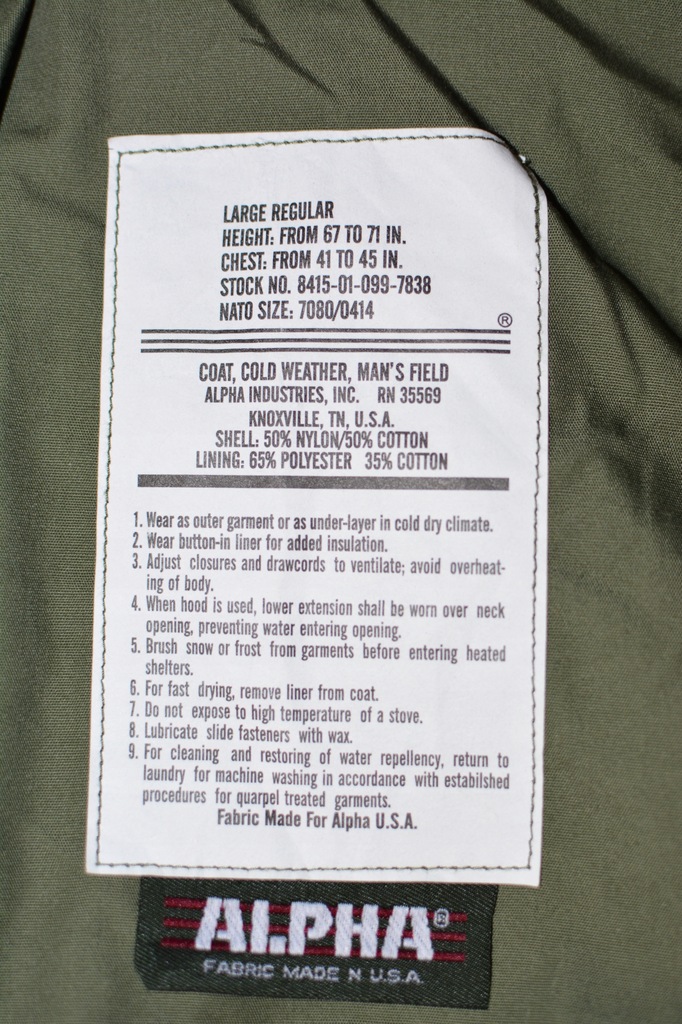 LARGE REGULAR
HEIGHT: FROM 67 TO 71 IN.
CHEST: FROM 41 TO 45 IN.
STOCK NO. 8415-01-099-7838
NATO SIZE: 7080/0414
®
COAT, COLD WEATHER, MAN'S FIELD
ALPHA INDUSTRIES, INC. RN 35569
KNOXVILLE, TN, U.S.A.
SHELL: 50% NYLON/50% COTTON
LINING: 65% POLYESTER 35% COTTON
1. Wear as outer garment or as under-layer in cold dry climate.
2. Wear button-in liner for added insulation.
3. Adjust closures and drawcords to ventilate; avoid overheat-
ing of body.
4. When hood is used, lower extension shall be worn over neck
opening, preventing water entering opening.
5. Brush snow or frost from garments before entering heated
shelters.
6. For fast drying, remove liner from coat.
7. Do not expose to high temperature of a stove.
8. Lubricate slide fasteners with wax.
9. For cleaning and restoring of water repellency, return to
laundry for machine washing in accordance with estabilshed
procedures for quarpel treated garments.
Fabric Made For Alpha U.S.A.
ALPHA®
FABRIC MADE N U.S.A